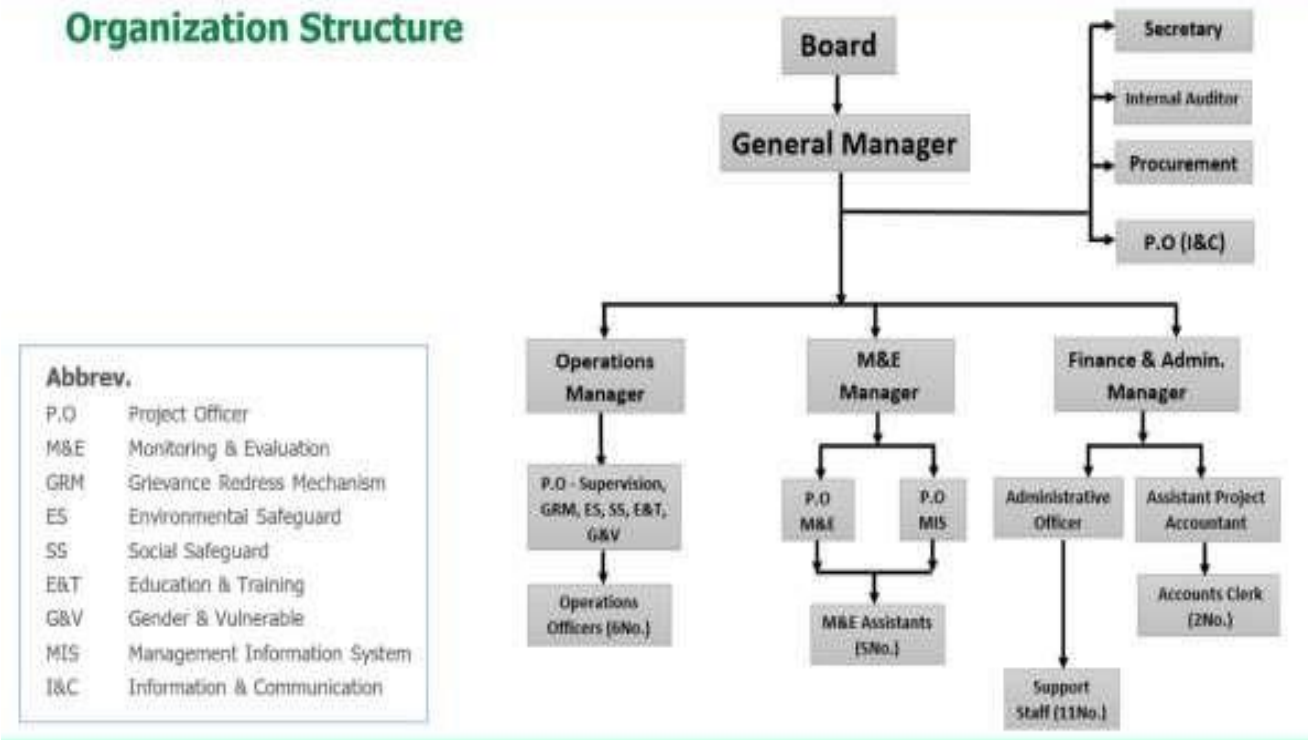 Organization Structure
Board
General Manager
Secretary
Internal Auditor
Procurement
P.O (I&C)
Operations
Manager
M&E
Manager
Finance & Admin.
Manager
P.O - Supervision,
GRM, ES, SS, E&T,
G&V
P.O
M&E
P.O
MIS
Administrative
Officer
Assistant Project
Accountant
Operations
Officers (6No.)
M&E Assistants
(5No.)
Accounts Clerk
(2No.)
Support
Staff (11No.)
Abbrev.
P.O Project Officer
M&E Monitoring & Evaluation
GRM Grievance Redress Mechanism
ES Environmental Safeguard
SS Social Safeguard
E&T Education & Training
G&V Gender & Vulnerable
MIS Management Information System
I&C Information & Communication